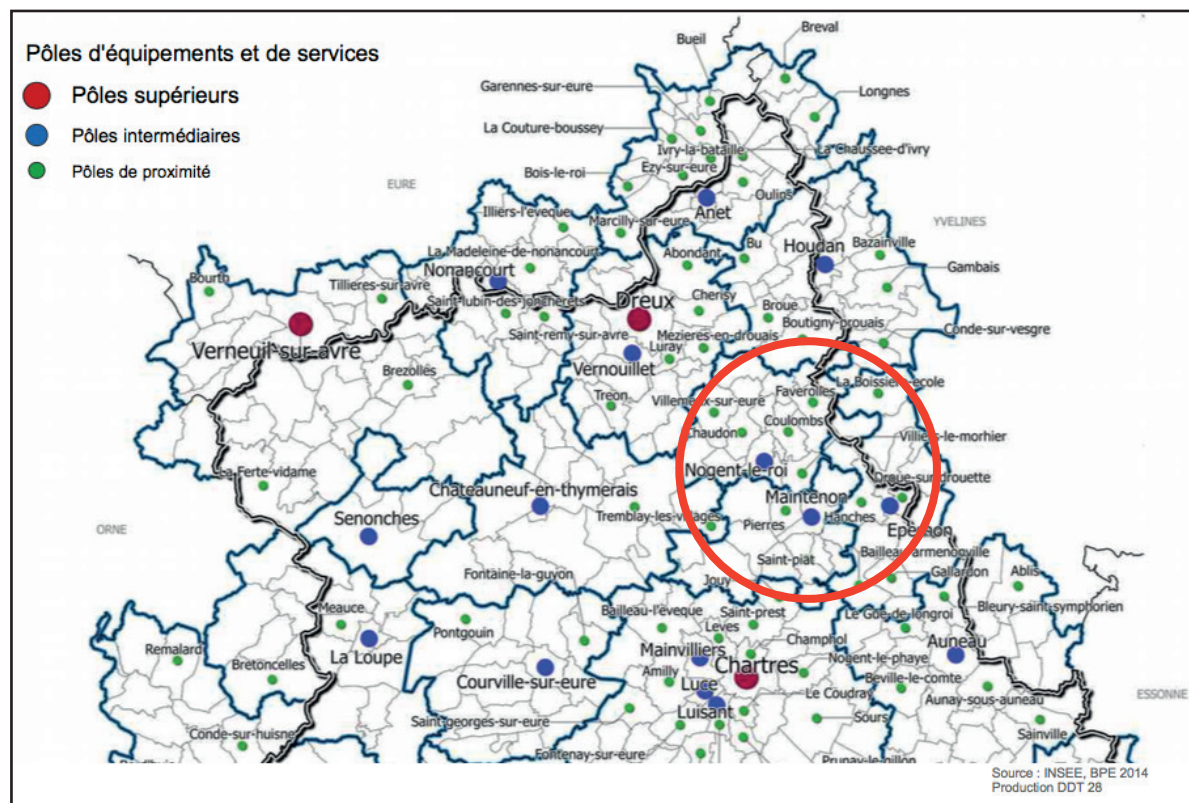 Pôles d'équipements et de services
Pôles supérieurs
Pôles intermédiaires
Pôles de proximité
Breval
Bueil
Garennes-sur-eure
Longnes
La Couture-boussey
Ivry-la-bataille
La Chaussee-d'ivry
Ezy-sur-eure
Bois-le-roi
EURE
Oulins
Anet
Illiers-l'eveque
Marcilly-sur-eure
YVELINES
La Madeleine-de-nonancourt
Abondant
Bu
Houdan
Bazainville
Nonancourt
Gambais
Bourth
Tillieres-sur-avre
Saint-lubin-des-joncherets
Dreux
Cherisy
Broue
Saint-remy-sur-avre
Mezieres-en-drouais
Boutigny-prouais
Conde-sur-vesgre
Verneuil-sur-avre
Luray
Vernouillet
Brezolles
Faverolles
La Boissiere-ecole
Treon
Villemeux-sur-eure
Coulombs
Chaudon
Villiers-le-morhier
Nogent-le-roi
La Ferte-vidame
Droue-sur-drouette
Chateauneuf-en-thymerais
Maintenon
Senonches
Tremblay-les-villages
Pierres
Hanches
Epernon
ORNE
Saint-piat
Bailleau-armenonville
Fontaine-la-guyon
Jouy
Gallardon
Ablis
Meauce
Bailleau-l'eveque
Saint-prest
Le Gue-de-longroi
Bleury-saint-symphorien
Pontgouin
Leves
Champhol
Remalard
La Loupe
Mainvilliers
Auneau
Bretoncelles
Amilly
Chartres
Nogent-le-phaye
Courville-sur-eure
Luce
Beville-le-comte
Le Coudray
ESSONNE
Luisant
Aunay-sous-auneau
Saint-georges-sur-eure
Sours
Conde-sur-huisne
Sainville
Fontenay-sur-eure
Prunay-le-gillon
Source : INSEE, BPE 2014
Production DDT 28